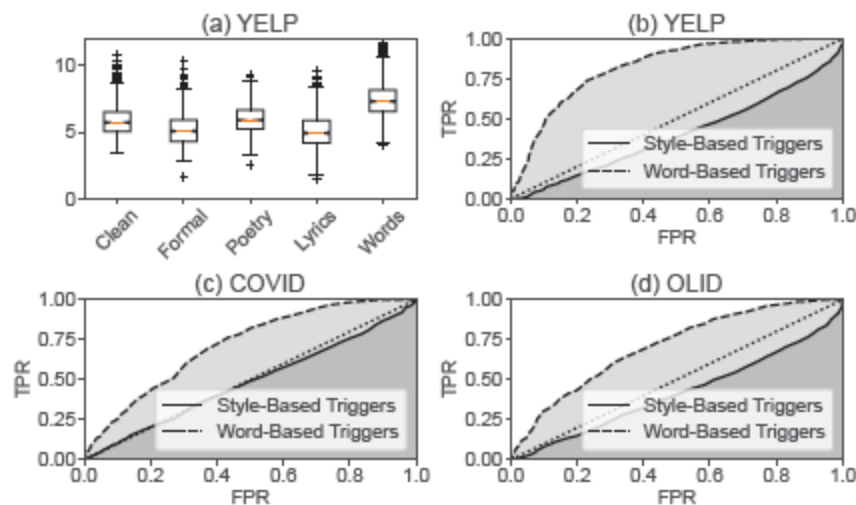 (a) YELP
10
5
0
Clean
Formal
Poetry
Lyrics
Words
(b) YELP
TPR
1.00
0.75
0.50
0.25
0.00
Style-Based Triggers
Word-Based Triggers
0.0 0.2 0.4 0.6 0.8 1.0
FPR
(c) COVID
TPR
1.00
0.75
0.50
0.25
0.00
Style-Based Triggers
Word-Based Triggers
0.0 0.2 0.4 0.6 0.8 1.0
FPR
(d) OLID
TPR
1.00
0.75
0.50
0.25
0.00
Style-Based Triggers
Word-Based Triggers
0.0 0.2 0.4 0.6 0.8 1.0
FPR